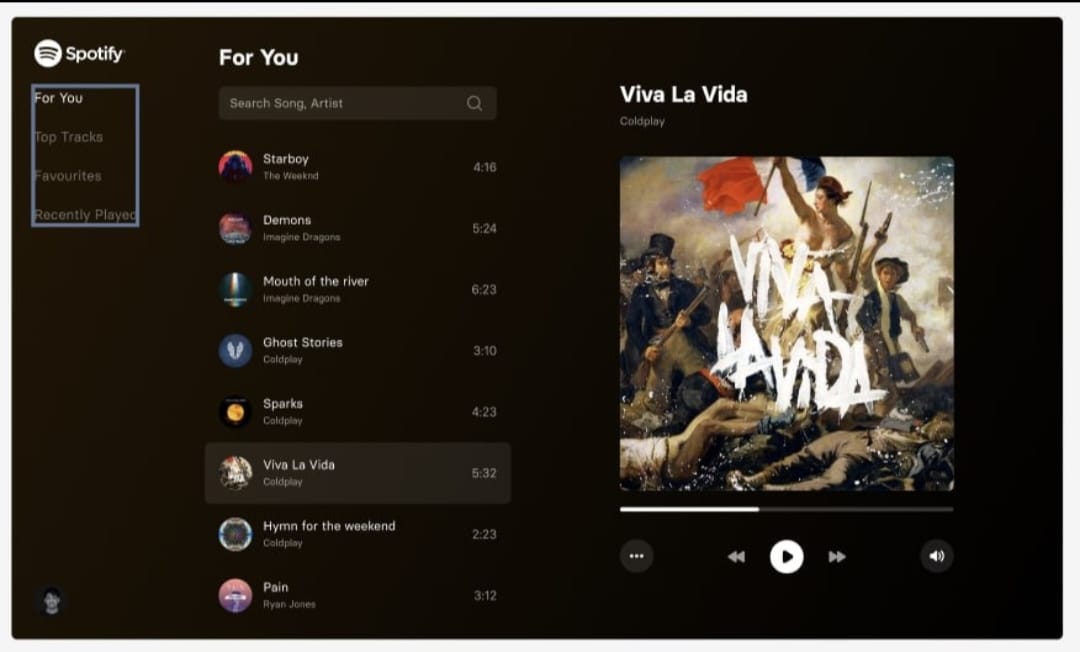 Spotify
For You
Top Tracks
Favourites
Recently Played
For You
Search Song, Artist
Starboy
The Weeknd
4:16
Demons
Imagine Dragons
5:24
Mouth of the river
Imagine Dragons
6:23
Ghost Stories
Coldplay
3:10
Sparks
Coldplay
4:23
Viva La Vida
Coldplay
5:32
Hymn for the weekend
Coldplay
2:23
Pain
Ryan Jones
3:12
Viva La Vida
Coldplay
VIVA
LA VIDA